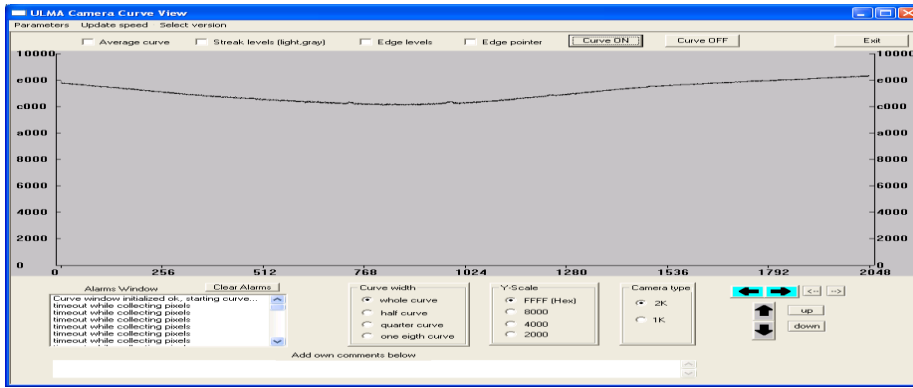 ULMA Camera Curve View
Parameters Update speed Select version
Average curve Streak levels (light,gray) Edge levels Edge pointer Curve ON Curve OFF Exit
10000 10000
e000 e000
c000 c000
a000 a000
8000 8000
6000 6000
4000 4000
2000 2000
0 0
0 256 512 768 1024 1280 1536 1792 2048
Alarms Window Clear Alarms
Curve window initialized ok, starting curve...
timeout while collecting pixels
timeout while collecting pixels
timeout while collecting pixels
timeout while collecting pixels
timeout while collecting pixels
timeout while collecting pixels
Curve width
whole curve
half curve
quarter curve
one eigth curve
Y-Scale
FFFF (Hex)
8000
4000
2000
Camera type
2K
1K
<-- -->
up
down
Add own comments below